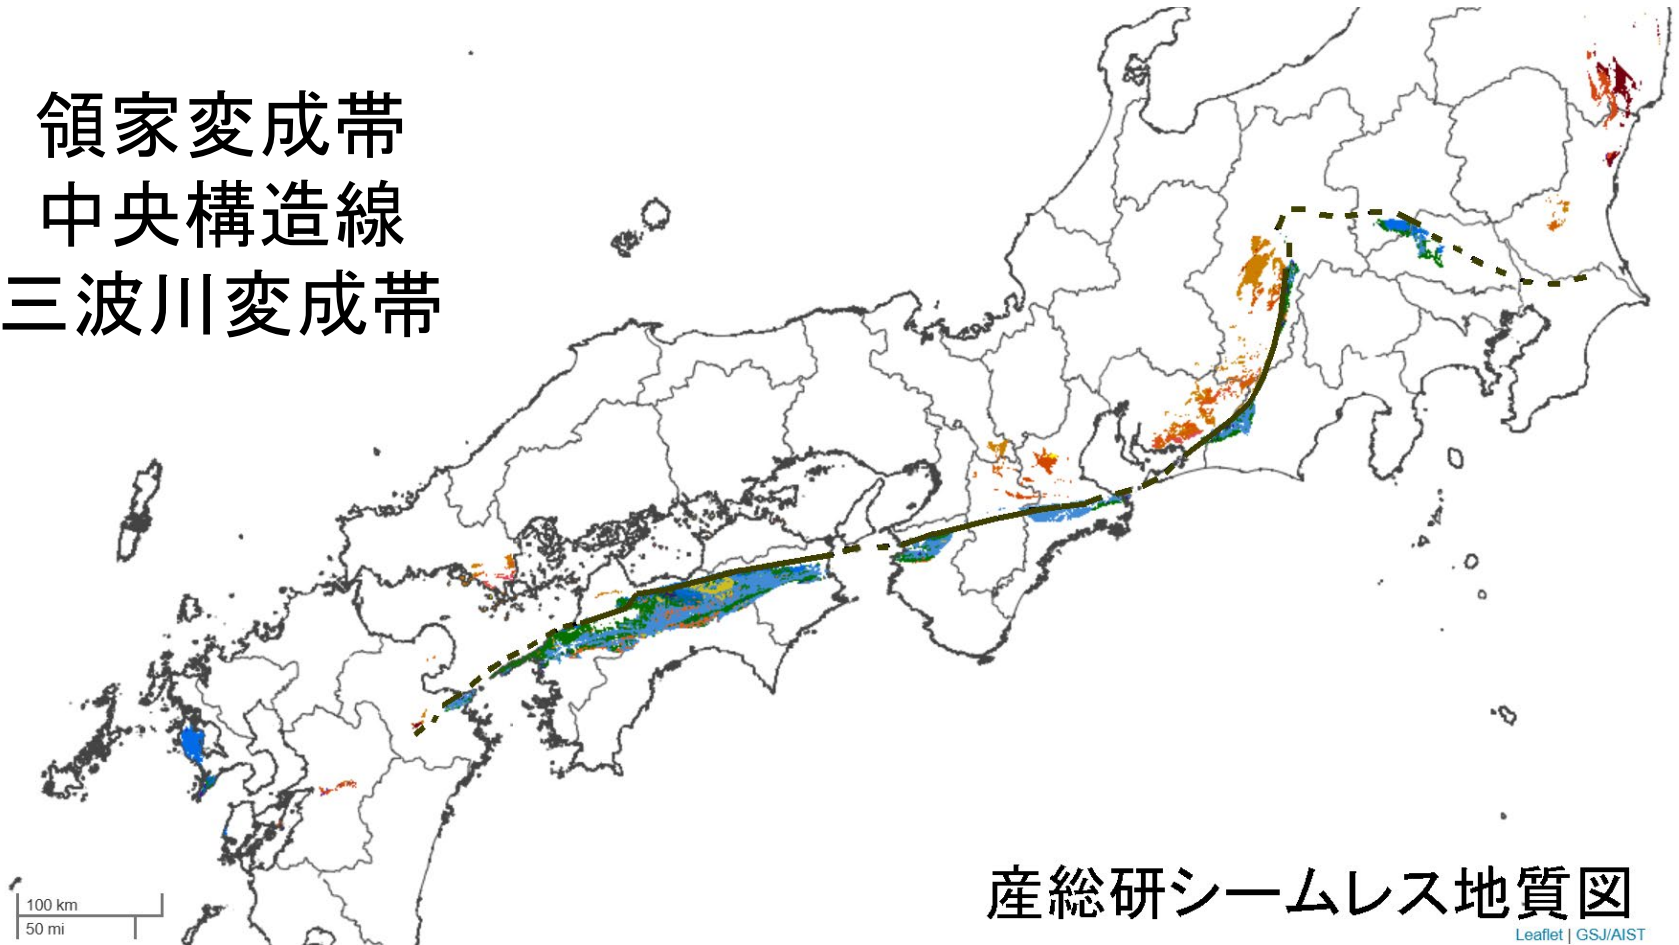 領家変成帯
中央構造線
三波川変成帯
100 km
50 mi
産総研シームレス地質図
Leaflet | GSJ/AIST